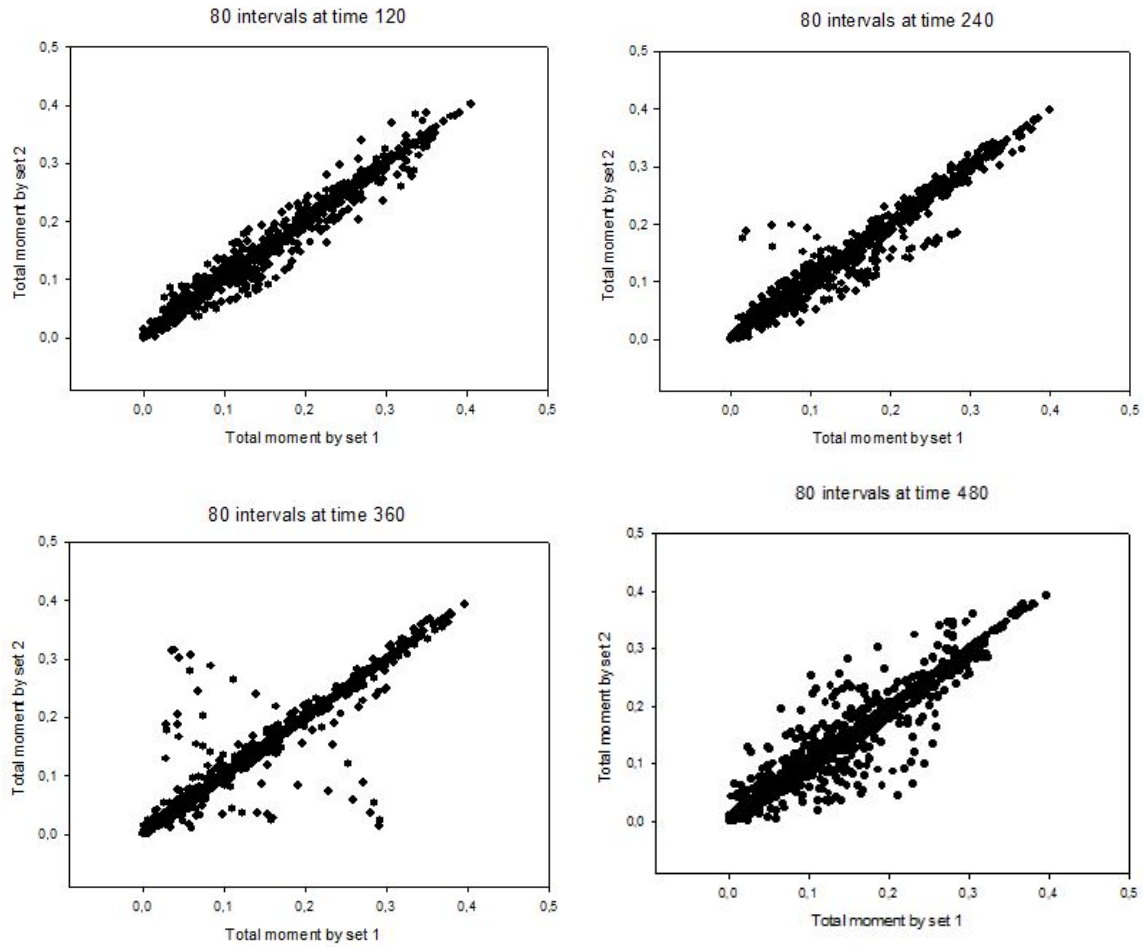 80 intervals at time 120
0,5
0,4
0,3
0,2
0,1
0,0
Total moment by set 2
0,0 0,1 0,2 0,3 0,4 0,5
Total moment by set 1
80 intervals at time 240
0,5
0,4
0,3
0,2
0,1
0,0
Total moment by set 2
0,0 0,1 0,2 0,3 0,4 0,5
Total moment by set 1
80 intervals at time 360
0,5
0,4
0,3
0,2
0,1
0,0
Total moment by set 2
0,0 0,1 0,2 0,3 0,4 0,5
Total moment by set 1
80 intervals at time 480
0,5
0,4
0,3
0,2
0,1
0,0
Total moment by set 2
0,0 0,1 0,2 0,3 0,4 0,5
Total moment by set 1